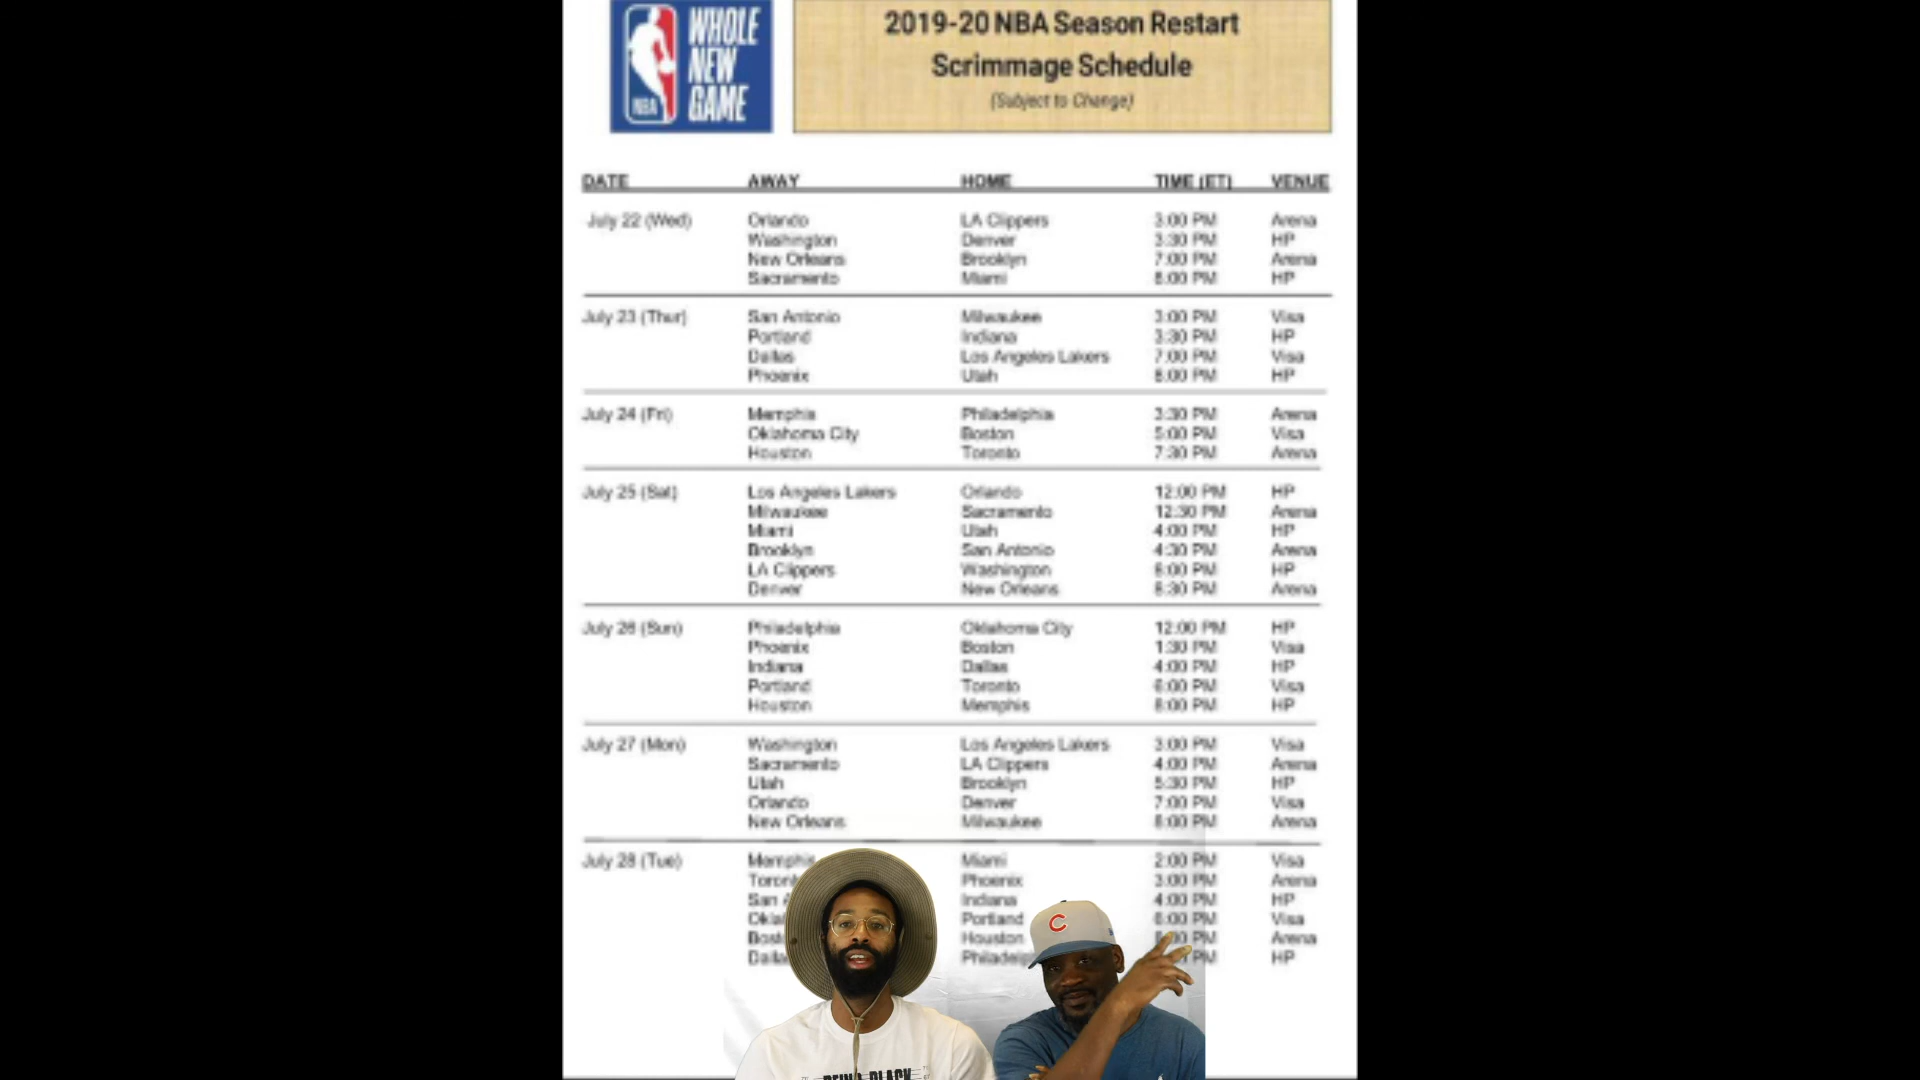 WHOLE NEW GAME
NBA
2019-20 NBA Season Restart
Scrimmage Schedule
(Subject to Change)
DATE AWAY HOME TIME (ET) VENUE
July 22 (Wed) Orlando LA Clippers 3:00 PM Arena
Washington Denver 3:30 PM HP
New Orleans Brooklyn 7:00 PM Arena
Sacramento Miami 8:00 PM HP
July 23 (Thur) San Antonio Milwaukee 3:00 PM Visa
Portland Indiana 3:30 PM HP
Dallas Los Angeles Lakers 7:00 PM Visa
Phoenix Utah 8:00 PM HP
July 24 (Fri) Memphis Philadelphia 3:30 PM Arena
Oklahoma City Boston 5:00 PM Visa
Houston Toronto 7:30 PM Arena
July 25 (Sat) Los Angeles Lakers Orlando 12:00 PM HP
Milwaukee Sacramento 12:30 PM Arena
Miami Utah 4:00 PM HP
Brooklyn San Antonio 4:30 PM Arena
LA Clippers Washington 8:00 PM HP
Denver New Orleans 8:30 PM Arena
July 26 (Sun) Philadelphia Oklahoma City 12:00 PM HP
Phoenix Boston 1:30 PM Visa
Indiana Dallas 4:00 PM HP
Portland Toronto 6:00 PM Visa
Houston Memphis 8:00 PM HP
July 27 (Mon) Washington Los Angeles Lakers 3:00 PM Visa
Sacramento LA Clippers 4:00 PM Arena
Utah Brooklyn 5:30 PM HP
Orlando Denver 7:00 PM Visa
New Orleans Milwaukee 8:00 PM Arena
July 28 (Tue) Memphis Miami 2:00 PM Visa
Toront Phoenix 3:00 PM Arena
San Indiana 4:00 PM HP
Okla Portland 6:00 PM Visa
Bost Houston PM Arena
Dalla Philadelp PM HP
C
BEING BLACK